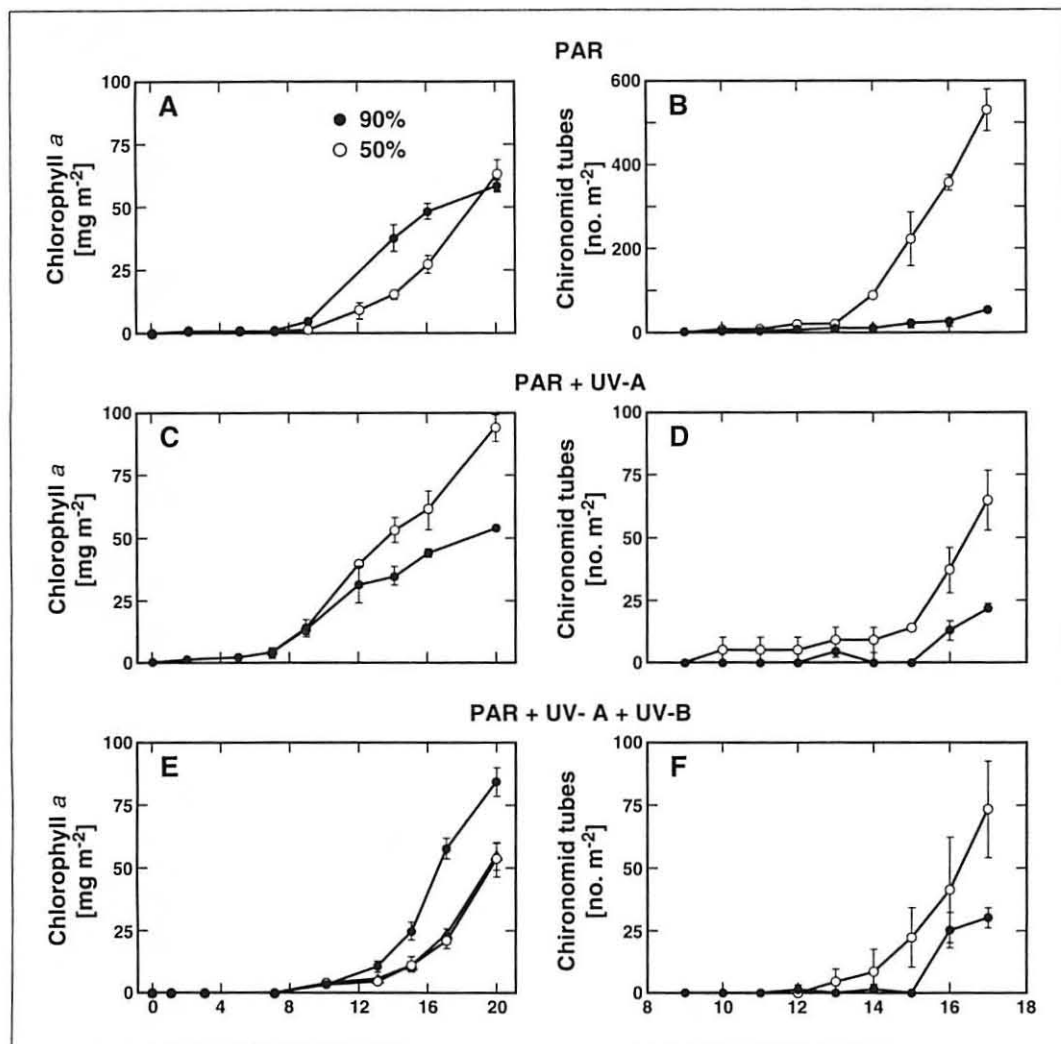 PAR
A
● 90%
○ 50%
Chlorophyll a
[mg m-2]
100
75
50
25
0
B
Chironomid tubes
[no. m-2]
600
400
200
0
PAR + UV-A
C
Chlorophyll a
[mg m-2]
100
75
50
25
0
D
Chironomid tubes
[no. m-2]
100
75
50
25
0
PAR + UV- A + UV-B
E
Chlorophyll a
[mg m-2]
100
75
50
25
0
0 4 8 12 16 20
F
Chironomid tubes
[no. m-2]
100
75
50
25
0
8 10 12 14 16 18